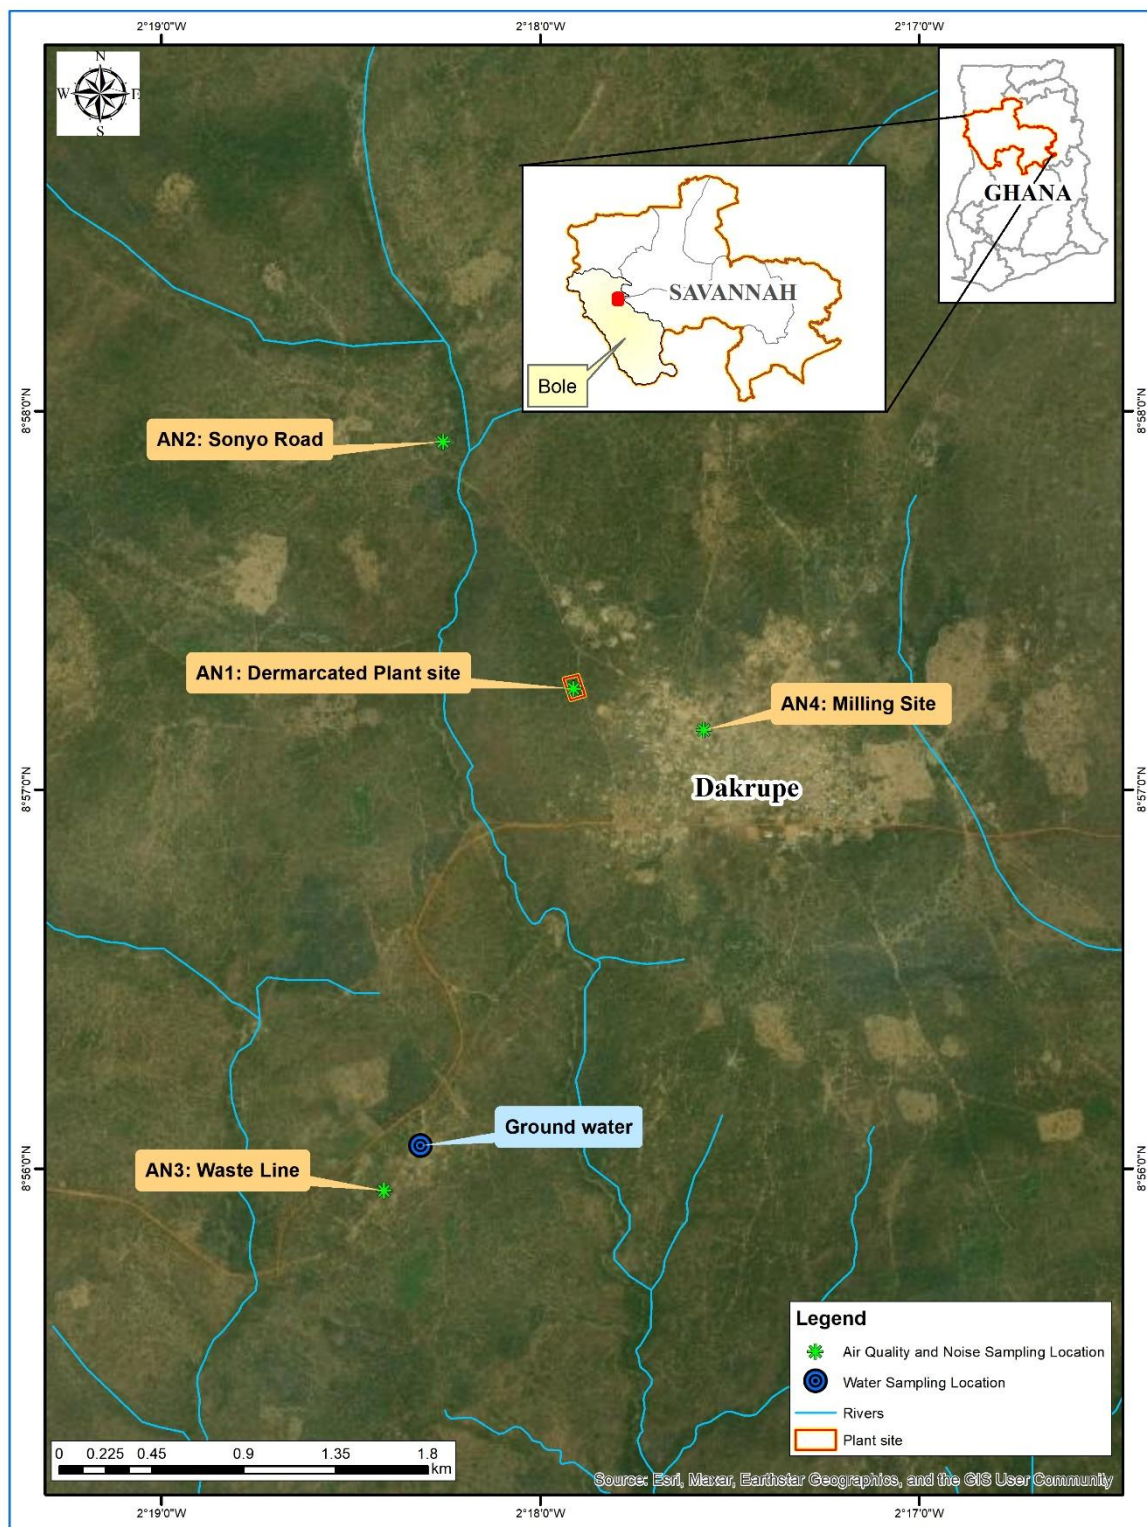 2°19'0"W
2°18'0"W
2°17'0"W
N
W
E
S
GHANA
SAVANNAH
Bole
8°58'0"N
8°58'0"N
AN2: Sonyo Road
AN1: Dermarcated Plant site
AN4: Milling Site
Dakrupe
8°57'0"N
8°57'0"N
Ground water
AN3: Waste Line
8°56'0"N
8°56'0"N
Legend
Air Quality and Noise Sampling Location
Water Sampling Location
Rivers
Plant site
0 0.225 0.45 0.9 1.35 1.8
km
Source: Esri, Maxar, Earthstar Geographics, and the GIS User Community
2°19'0"W
2°18'0"W
2°17'0"W